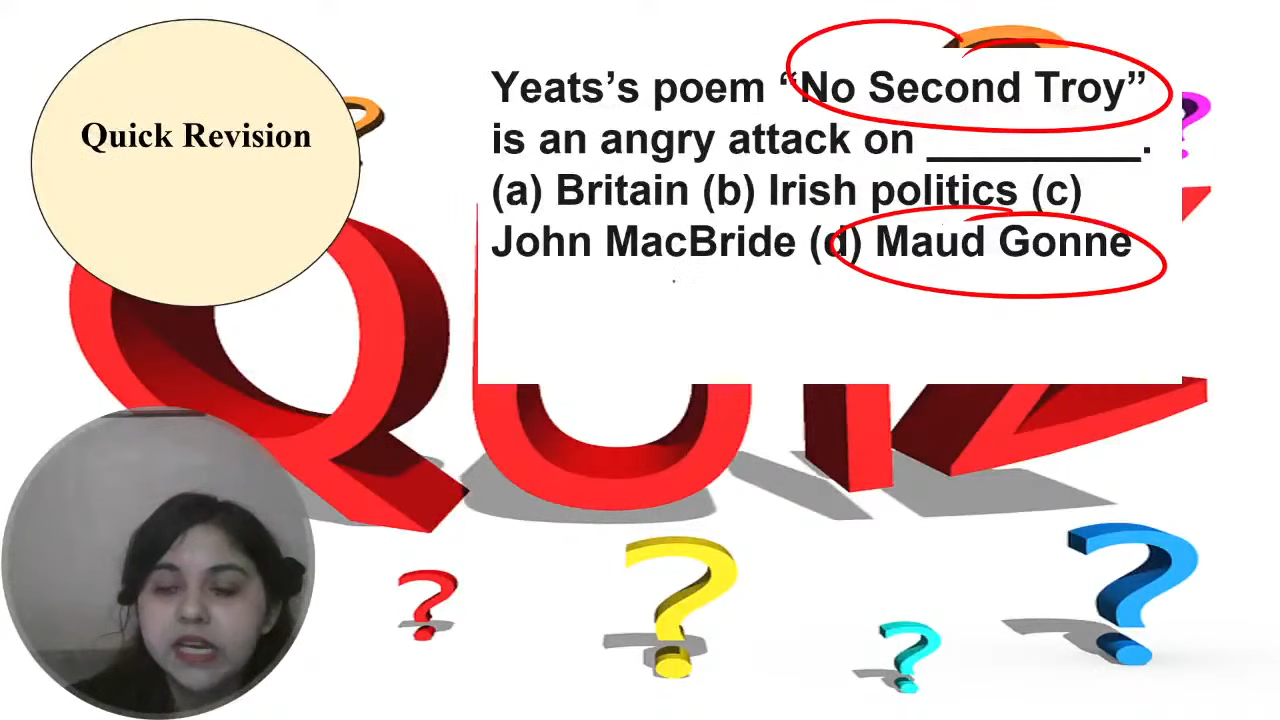 Quick Revision
Yeats’s poem “No Second Troy”
is an angry attack on _________.
(a) Britain (b) Irish politics (c)
John MacBride (d) Maud Gonne
QUIZ